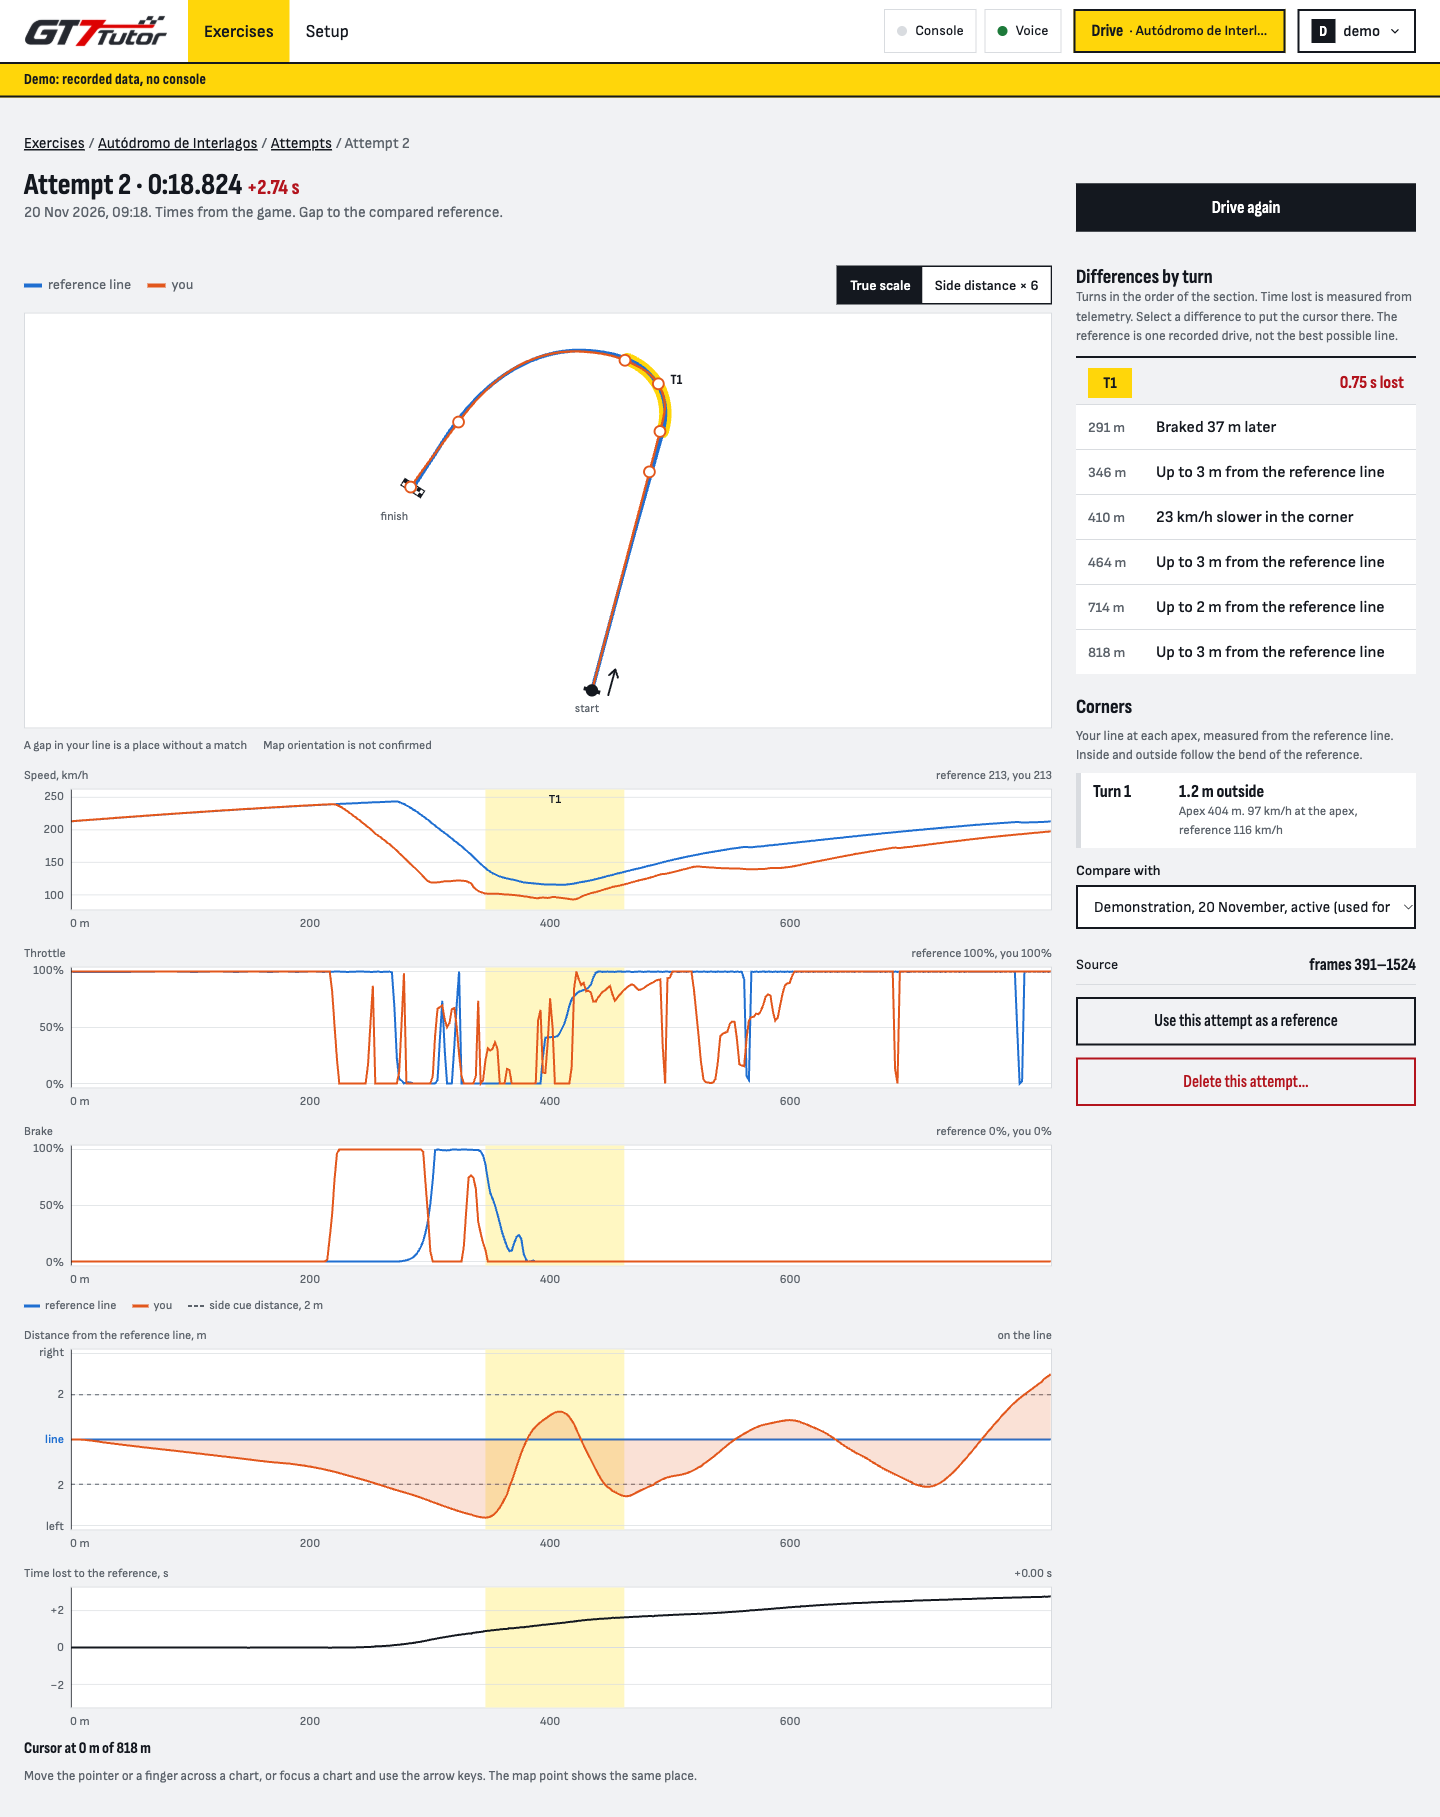 GT7Tutor
Exercises
Setup
Console
Voice
Drive · Autódromo de Interl...
D demo
Demo: recorded data, no console
Exercises / Autódromo de Interlagos / Attempts / Attempt 2
Attempt 2 · 0:18.824 +2.74 s
20 Nov 2026, 09:18. Times from the game. Gap to the compared reference.
Drive again
reference line
you
True scale
Side distance × 6
T1
finish
start
A gap in your line is a place without a match
Map orientation is not confirmed
Speed, km/h
reference 213, you 213
250
200
150
100
T1
0 m
200
400
600
Throttle
reference 100%, you 100%
100%
50%
0%
0 m
200
400
600
Brake
reference 0%, you 0%
100%
50%
0%
0 m
200
400
600
reference line
you
side cue distance, 2 m
Distance from the reference line, m
on the line
right
2
line
2
left
0 m
200
400
600
Time lost to the reference, s
+0.00 s
+2
0
−2
0 m
200
400
600
Cursor at 0 m of 818 m
Move the pointer or a finger across a chart, or focus a chart and use the arrow keys. The map point shows the same place.
Differences by turn
Turns in the order of the section. Time lost is measured from
telemetry. Select a difference to put the cursor there. The
reference is one recorded drive, not the best possible line.
T1
0.75 s lost
291 m Braked 37 m later
346 m Up to 3 m from the reference line
410 m 23 km/h slower in the corner
464 m Up to 3 m from the reference line
714 m Up to 2 m from the reference line
818 m Up to 3 m from the reference line
Corners
Your line at each apex, measured from the reference line.
Inside and outside follow the bend of the reference.
Turn 1
1.2 m outside
Apex 404 m. 97 km/h at the apex,
reference 116 km/h
Compare with
Demonstration, 20 November, active (used for
Source
frames 391–1524
Use this attempt as a reference
Delete this attempt...